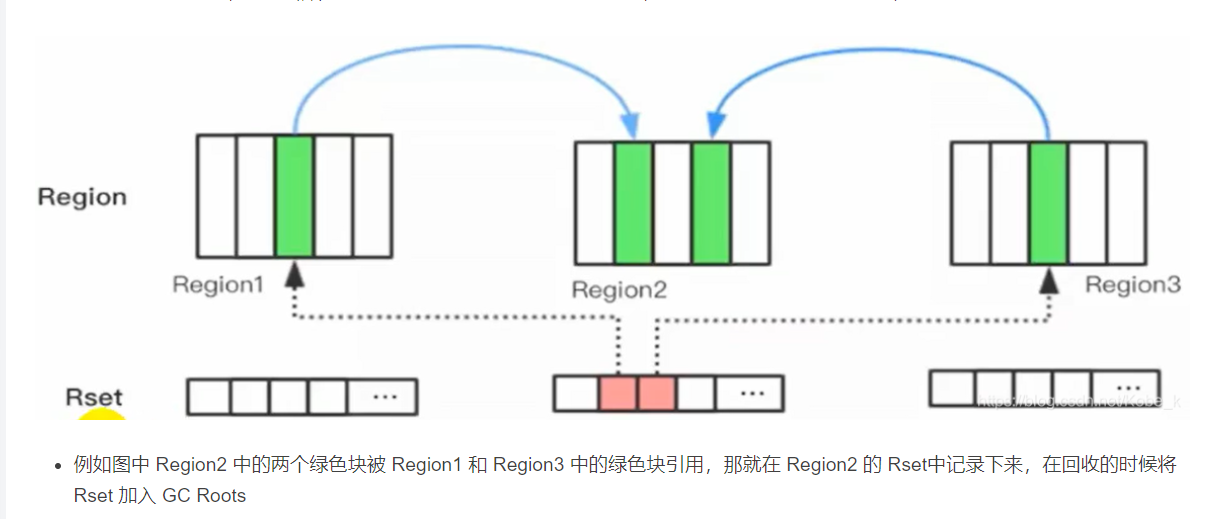 Region
Region1
Region2
Region3
Rset
...
...
...
https://blog.csdn.net/Kobe_k
• 例如图中 Region2 中的两个绿色块被 Region1 和 Region3 中的绿色块引用，那就在 Region2 的 Rset中记录下来，在回收的时候将
Rset 加入 GC Roots